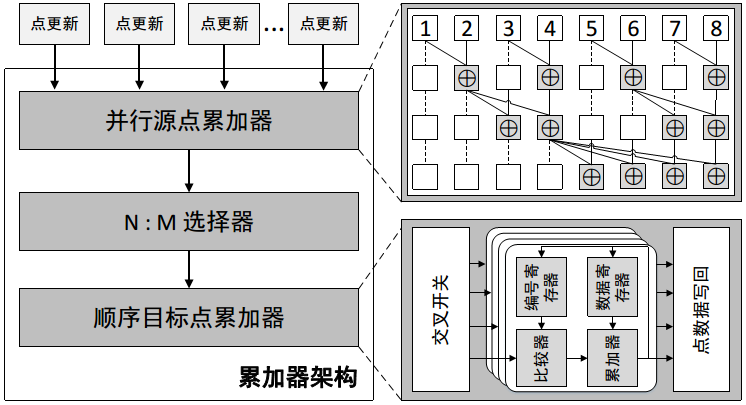 点更新 点更新 点更新 ... 点更新
并行源点累加器
N : M 选择器
顺序目标点累加器
累加器架构
1 2 3 4 5 6 7 8
交叉开关
编号寄存器
数据寄存器
比较器
累加器
点数据写回